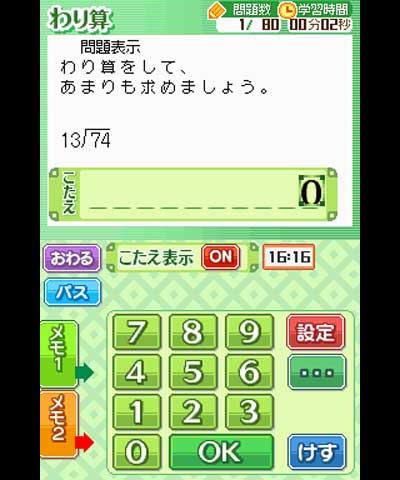 わり算
問題数 学習時間
1/ 80 00分02秒
問題表示
わり算をして、
あまりも求めましょう。
13)74
こたえ
0
おわる こたえ表示 ON 16:16
パス
メモ1
メモ2
7 8 9 設定
4 5 6 ...
1 2 3
0 OK けす